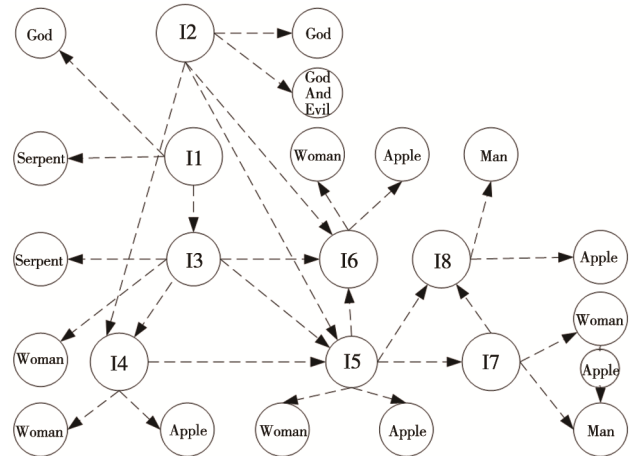 God
I2
God
God
And
Evil
Serpent
I1
Woman
Apple
Man
Serpent
I3
I6
I8
Apple
Woman
I4
I5
I7
Woman
Apple
Woman
Apple
Woman
Apple
Man